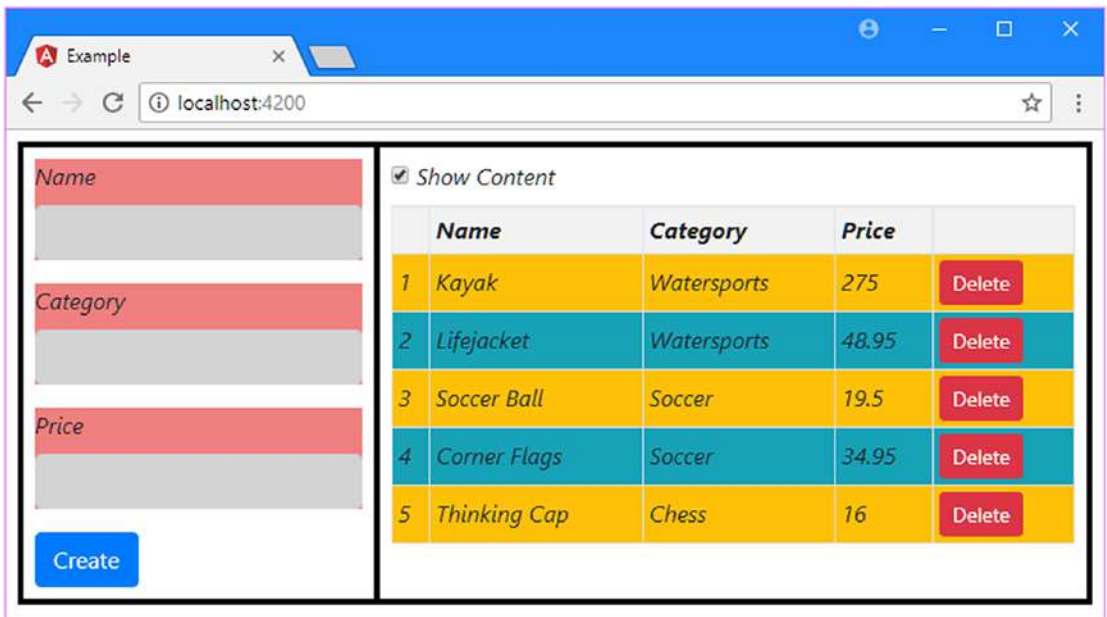 Example
localhost:4200
Name
Category
Price
Create
Show Content
Name Category Price
1 Kayak Watersports 275 Delete
2 Lifejacket Watersports 48.95 Delete
3 Soccer Ball Soccer 19.5 Delete
4 Corner Flags Soccer 34.95 Delete
5 Thinking Cap Chess 16 Delete